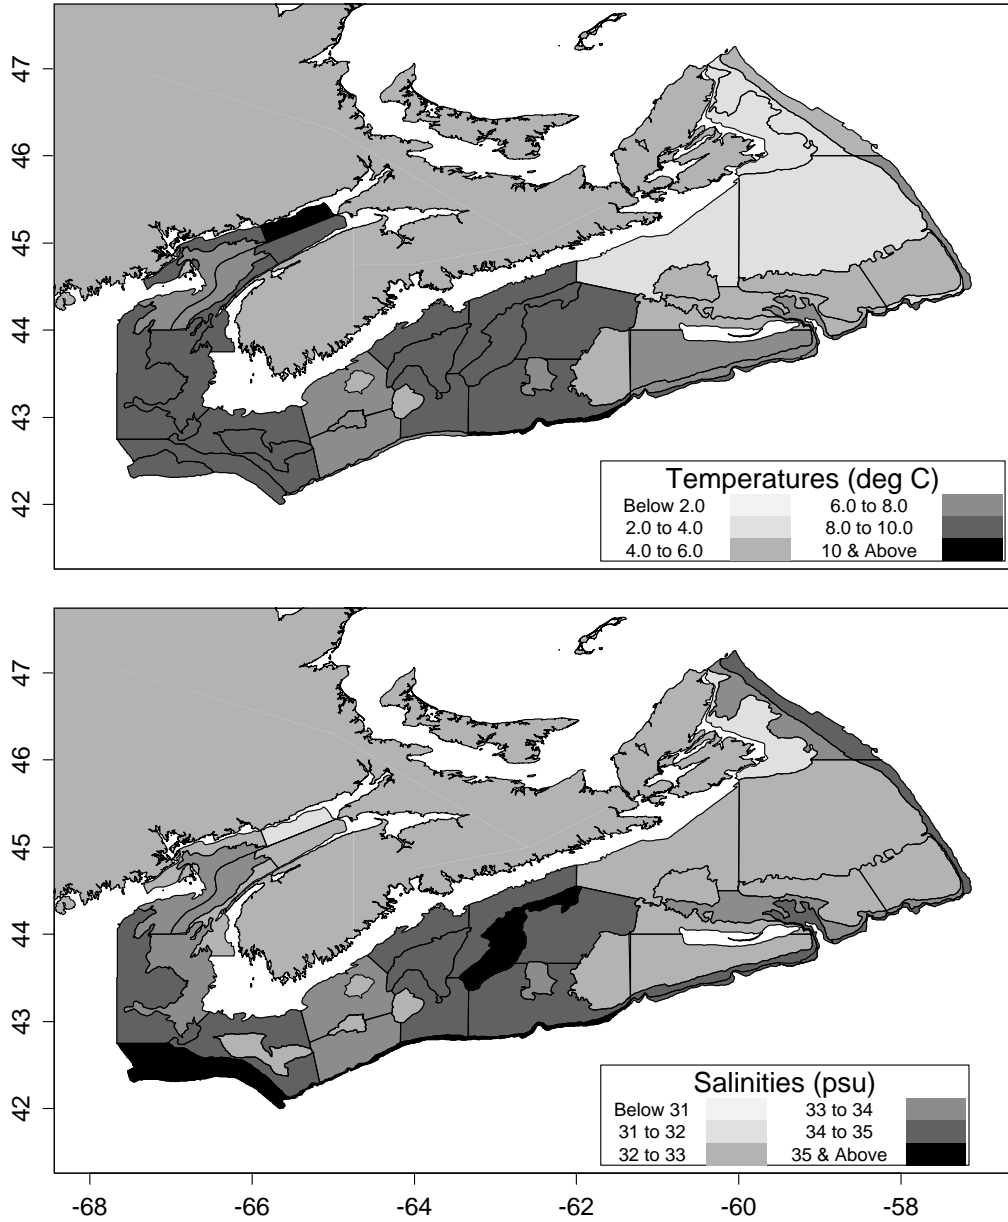 47
46
45
44
43
42
Temperatures (deg C)
Below 2.0 6.0 to 8.0
2.0 to 4.0 8.0 to 10.0
4.0 to 6.0 10 & Above
47
46
45
44
43
42
Salinities (psu)
Below 31 33 to 34
31 to 32 34 to 35
32 to 33 35 & Above
-68 -66 -64 -62 -60 -58